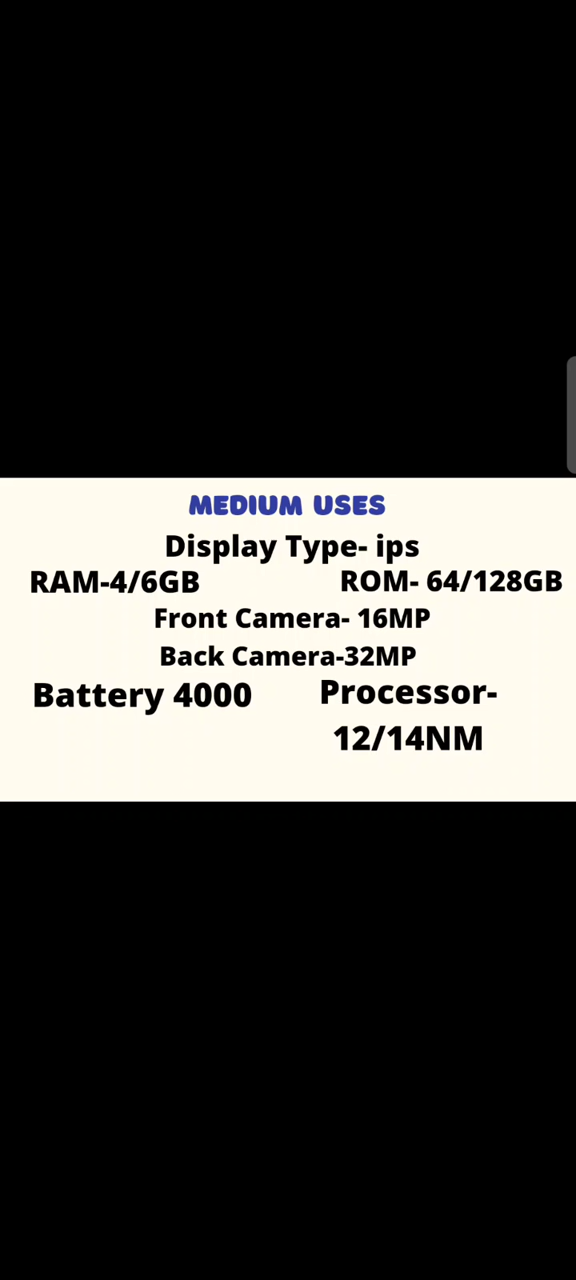 MEDIUM USES
Display Type- ips
RAM-4/6GB ROM- 64/128GB
Front Camera- 16MP
Back Camera-32MP
Battery 4000 Processor-
12/14NM